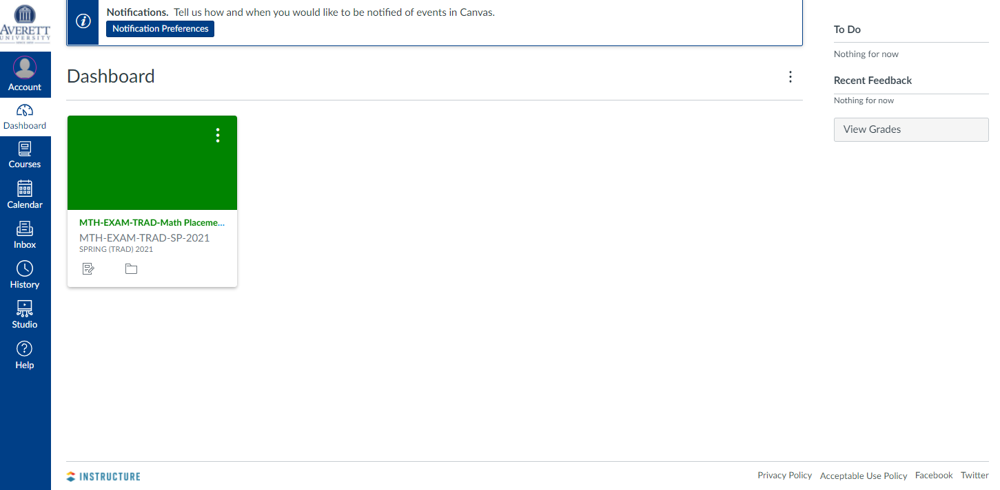 AVERETT
UNIVERSITY
Account
Dashboard
Courses
Calendar
Inbox
History
Studio
Help
Notifications. Tell us how and when you would like to be notified of events in Canvas.
Notification Preferences
Dashboard
MTH-EXAM-TRAD-Math Placeme...
MTH-EXAM-TRAD-SP-2021
SPRING (TRAD) 2021
To Do
Nothing for now
Recent Feedback
Nothing for now
View Grades
INSTRUCTURE
Privacy Policy Acceptable Use Policy Facebook Twitter